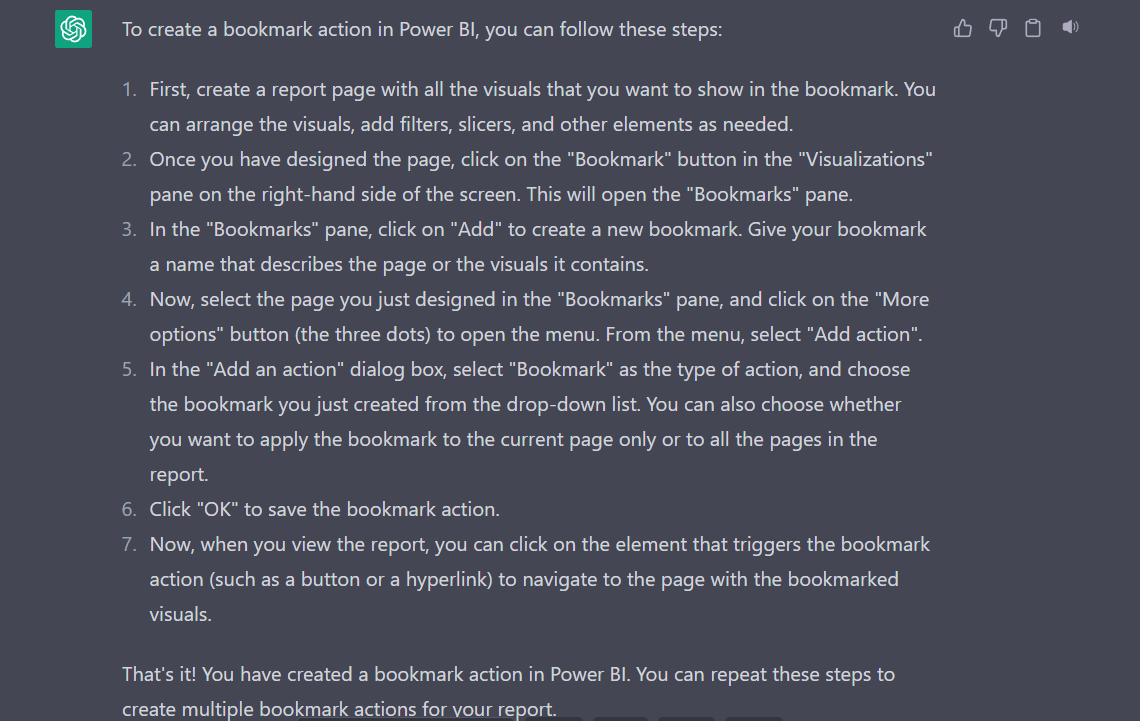 To create a bookmark action in Power BI, you can follow these steps:
1. First, create a report page with all the visuals that you want to show in the bookmark. You
can arrange the visuals, add filters, slicers, and other elements as needed.
2. Once you have designed the page, click on the "Bookmark" button in the "Visualizations"
pane on the right-hand side of the screen. This will open the "Bookmarks" pane.
3. In the "Bookmarks" pane, click on "Add" to create a new bookmark. Give your bookmark
a name that describes the page or the visuals it contains.
4. Now, select the page you just designed in the "Bookmarks" pane, and click on the "More
options" button (the three dots) to open the menu. From the menu, select "Add action".
5. In the "Add an action" dialog box, select "Bookmark" as the type of action, and choose
the bookmark you just created from the drop-down list. You can also choose whether
you want to apply the bookmark to the current page only or to all the pages in the
report.
6. Click "OK" to save the bookmark action.
7. Now, when you view the report, you can click on the element that triggers the bookmark
action (such as a button or a hyperlink) to navigate to the page with the bookmarked
visuals.
That's it! You have created a bookmark action in Power BI. You can repeat these steps to
create multiple bookmark actions for your report.